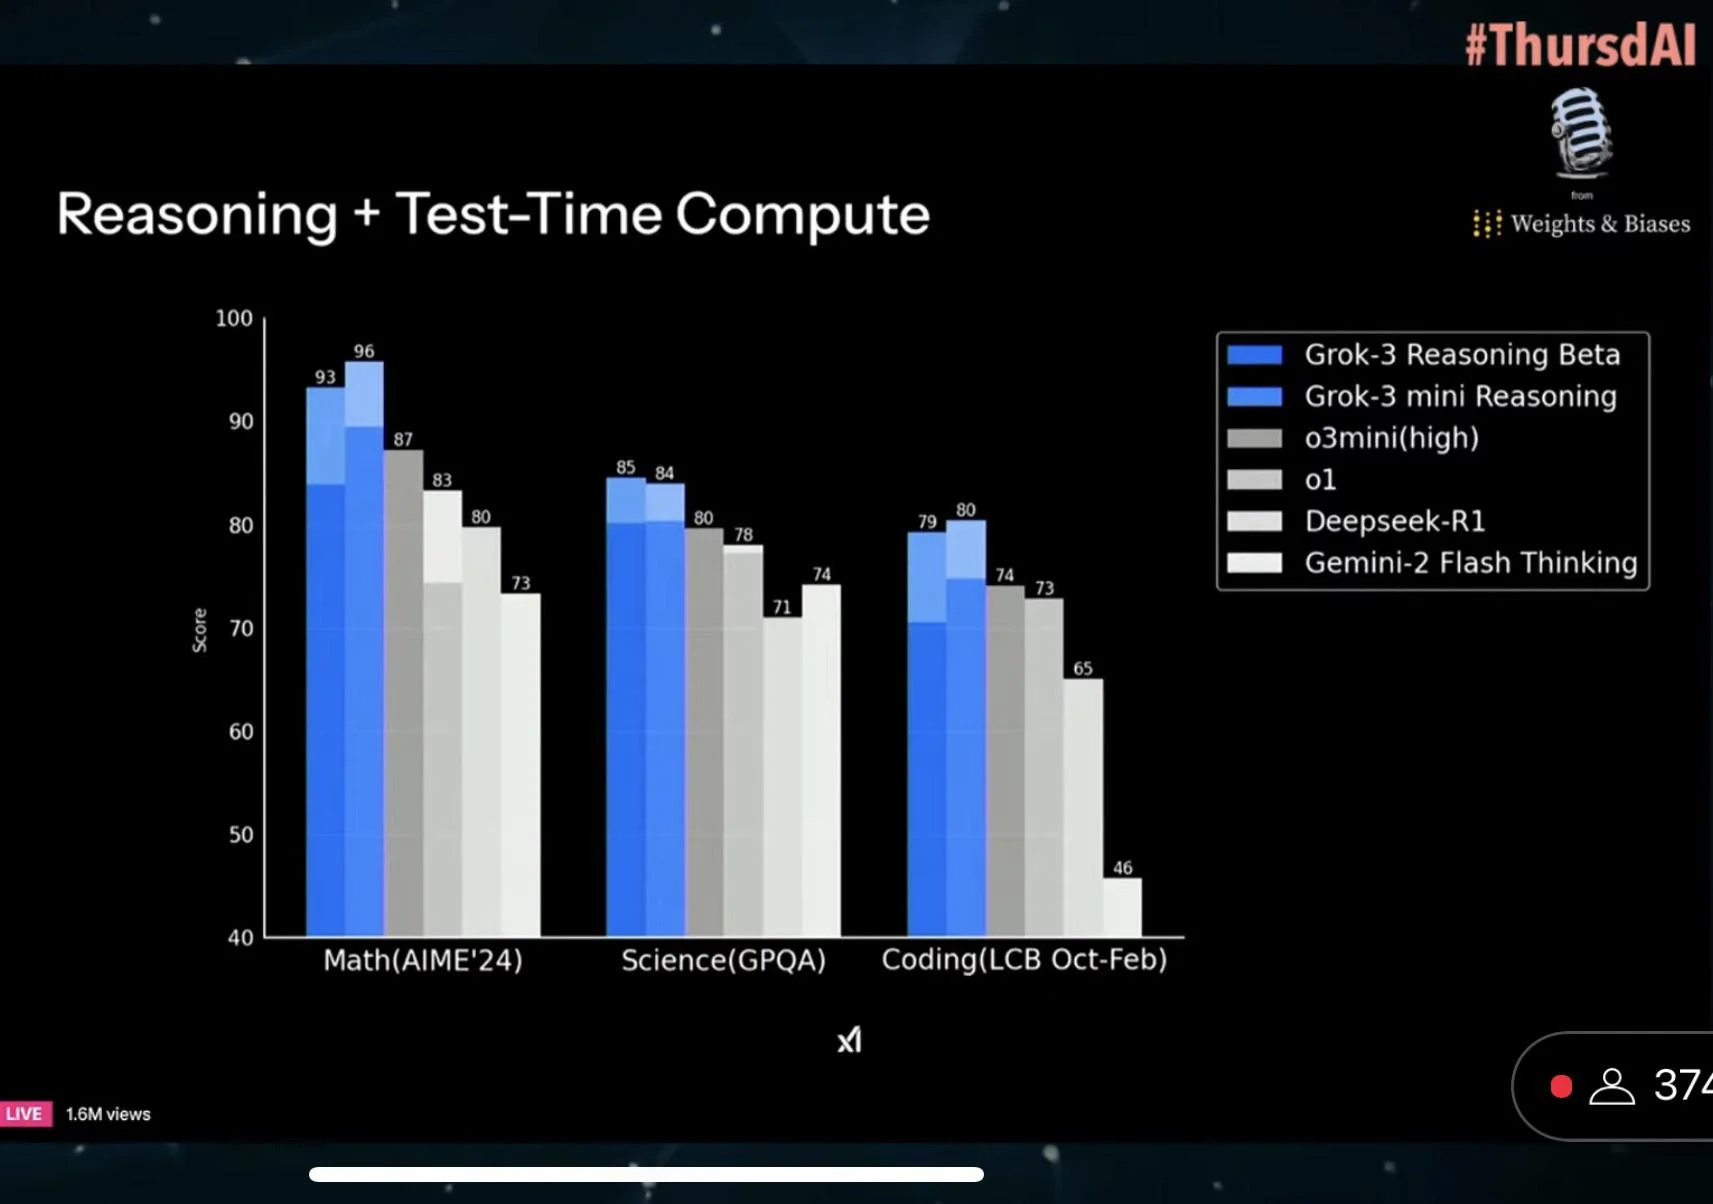 #ThursdAI
from
Weights & Biases
Reasoning + Test-Time Compute
100
90
80
70
60
50
40
Score
93
96
87
83
80
73
85
84
80
78
71
74
79
80
74
73
65
46
Math(AIME'24)
Science(GPQA)
Coding(LCB Oct-Feb)
Grok-3 Reasoning Beta
Grok-3 mini Reasoning
o3mini(high)
o1
Deepseek-R1
Gemini-2 Flash Thinking
xI
LIVE 1.6M views